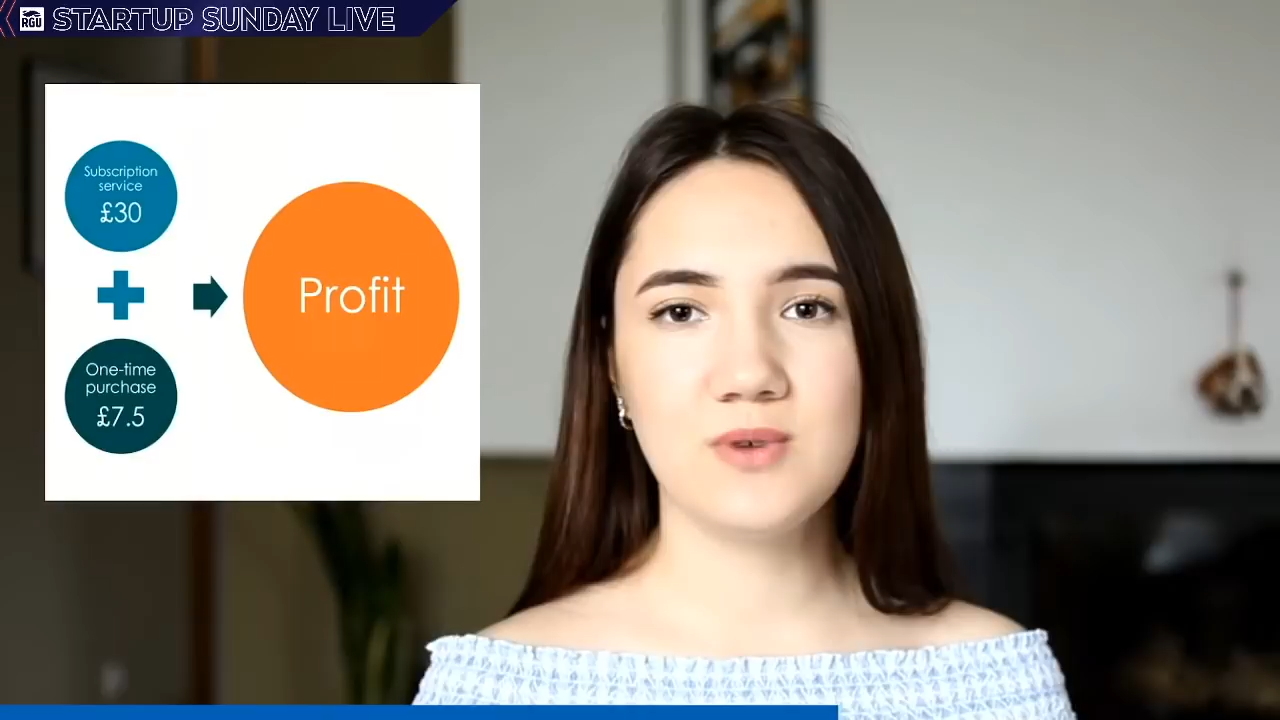 RGU STARTUP SUNDAY LIVE
Subscription
service
£30
One-time
purchase
£7.5
Profit